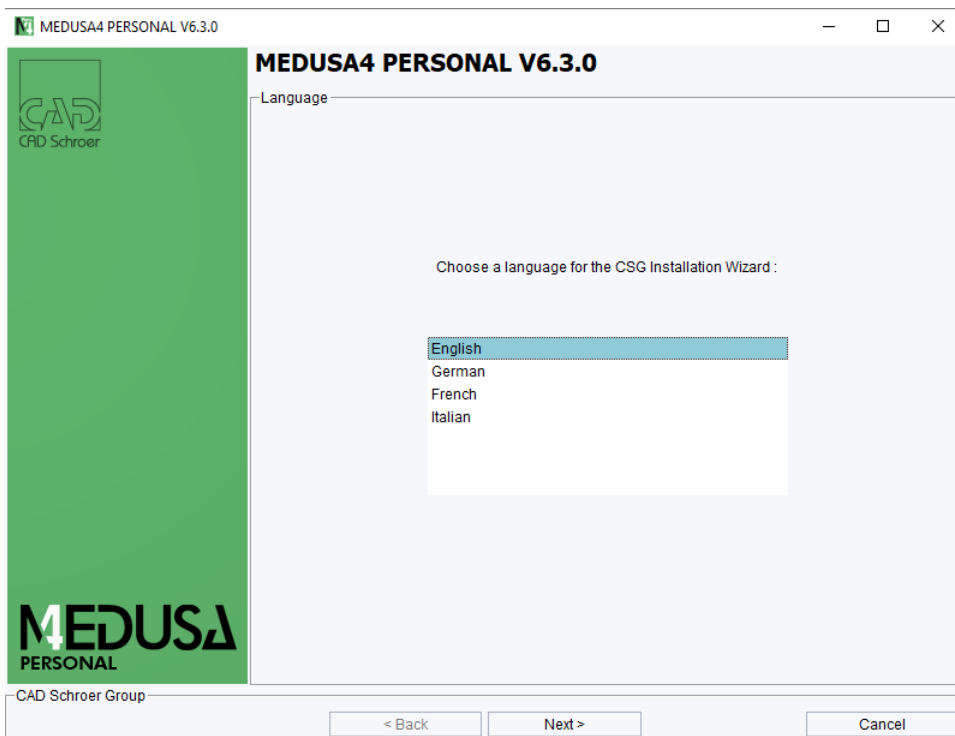 MEDUSA4 PERSONAL V6.3.0
MEDUSA4 PERSONAL V6.3.0
CAD
CAD Schroer
Language
Choose a language for the CSG Installation Wizard :
English
German
French
Italian
MEDUSA4
PERSONAL
CAD Schroer Group
< Back
Next >
Cancel